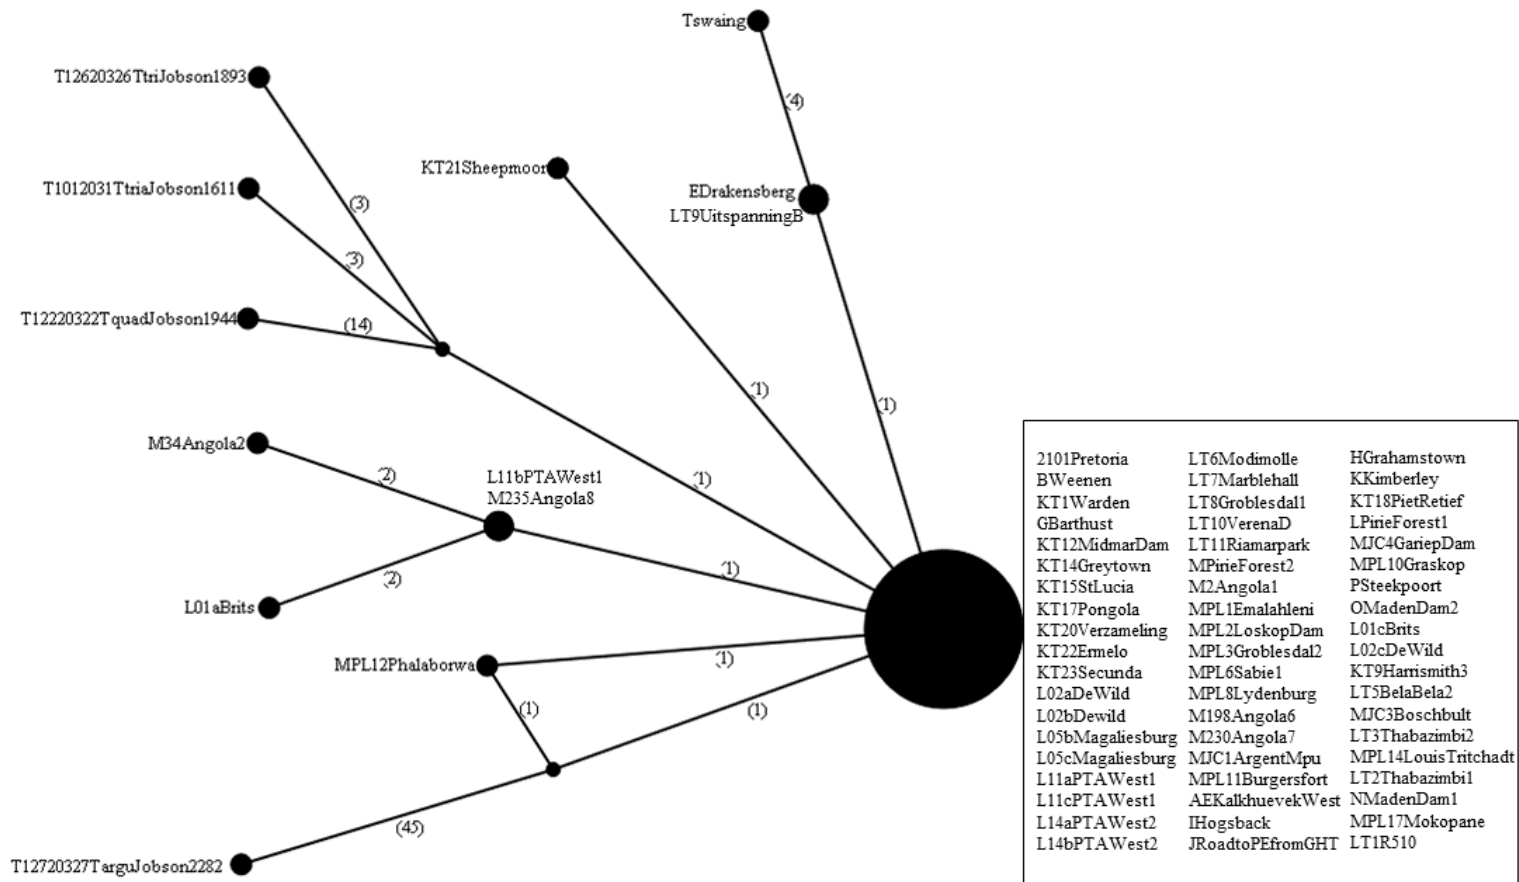 Tswaing
(4)
T12620326TtriJobson1893
KT21Sheepmoor
T1012031TtriaJobson1611
EDrakensberg
LT9UitspanningB
(3)
(3)
T12220322TquadJobson1944
(14)
(1)
(1)
M34Angola2
(2)
L11bPTAWest1
M235Angola8
(1)
(1)
(2)
L01aBrits
MPL12Phalaborwa
(1)
(1)
(1)
(45)
T12720327TarguJobson2282
2101Pretoria LT6Modimolle HGrahamstown
BWeenen LT7Marblehall KKimberley
KT1Warden LT8Groblesdal1 KT18PietRetief
GBarthust LT10VerenaD LPirieForest1
KT12MidmarDam LT11Riamarpark MJC4GariepDam
KT14Greytown MPirieForest2 MPL10Graskop
KT15StLucia M2Angola1 PSteekpoort
KT17Pongola MPL1Emalahleni OMadenDam2
KT20Verzameling MPL2LoskopDam L01cBrits
KT22Ermelo MPL3Groblesdal2 L02cDeWild
KT23Secunda MPL6Sabie1 KT9Harrismith3
L02aDeWild MPL8Lydenburg LT5BelaBela2
L02bDewild M198Angola6 MJC3Boschbult
L05bMagaliesburg M230Angola7 LT3Thabazimbi2
L05cMagaliesburg MJC1ArgentMpu MPL14LouisTritchadt
L11aPTAWest1 MPL11Burgersfort LT2Thabazimbi1
L11cPTAWest1 AEKalkhuevekWest NMadenDam1
L14aPTAWest2 IHogsback MPL17Mokopane
L14bPTAWest2 JRoadtoPEfromGHT LT1R510